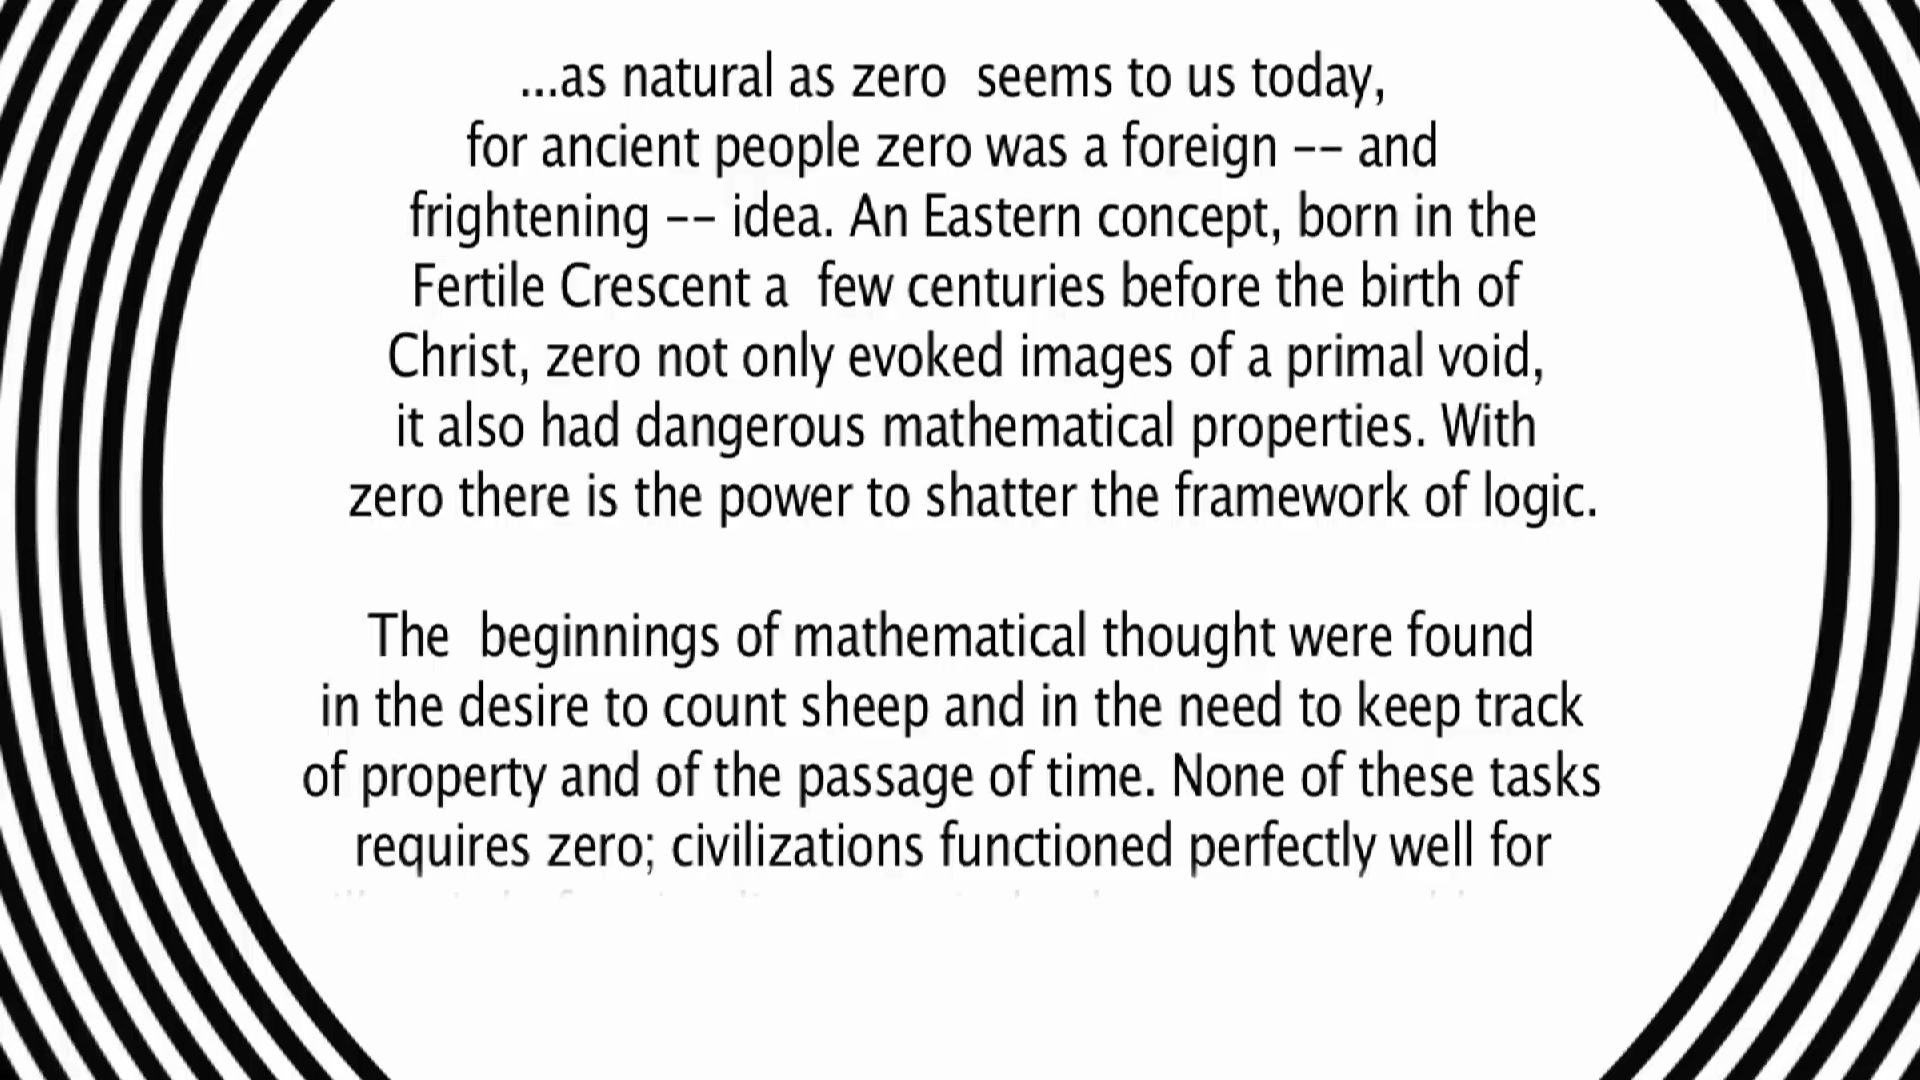 ...as natural as zero  seems to us today,
for ancient people zero was a foreign -- and
frightening -- idea. An Eastern concept, born in the
Fertile Crescent a  few centuries before the birth of
Christ, zero not only evoked images of a primal void,
it also had dangerous mathematical properties. With
zero there is the power to shatter the framework of logic.
The  beginnings of mathematical thought were found
in the desire to count sheep and in the need to keep track
of property and of the passage of time. None of these tasks
requires zero; civilizations functioned perfectly well for